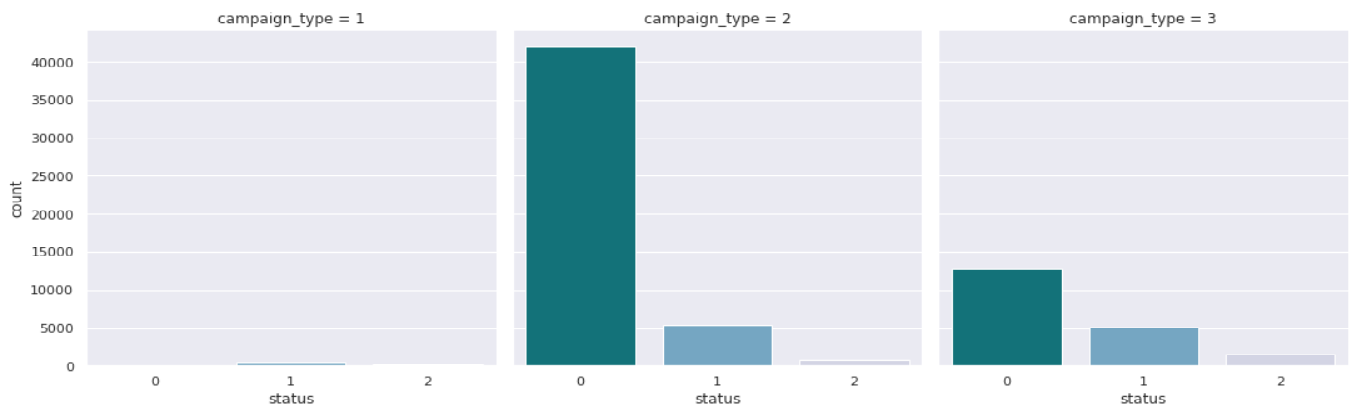 campaign_type = 1 campaign_type = 2 campaign_type = 3
40000
35000
30000
25000
20000
15000
10000
5000
0
count
0 1 2 0 1 2 0 1 2
status status status